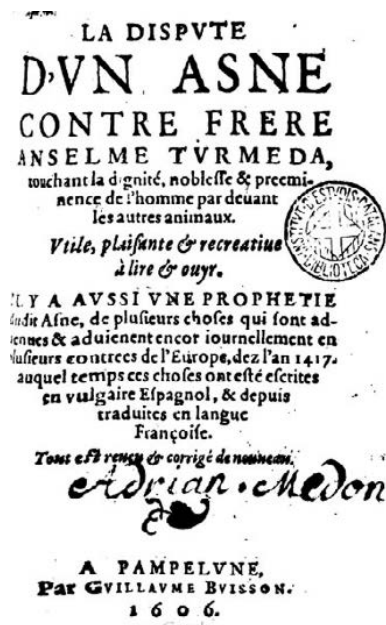 LA DISPVTE
D'VN ASNE
CONTRE FRERE
ANSELME TVRMEDA,
touchant la dignité, noblesse & preemi-
nence de l'homme par deuant
les autres animaux.
Vtile, plaisante & recreatiue
à lire & ouyr.
IL Y A AVSSI VNE PROPHETIE
dudit Asne, de plusieurs choses qui sont ad-
uenues & aduienent encor iournellement en
plusieurs contrees de l'Europe, dez l'an 1417.
auquel temps ces choses ont esté escrites
en vulgaire Espagnol, & depuis
traduites en langue
Françoise.
Tout est reueu & corrigé de nouueau.
Adrian. Medon
A PAMPELVNE,
Par GVILLAVME BVISSON.
1606.